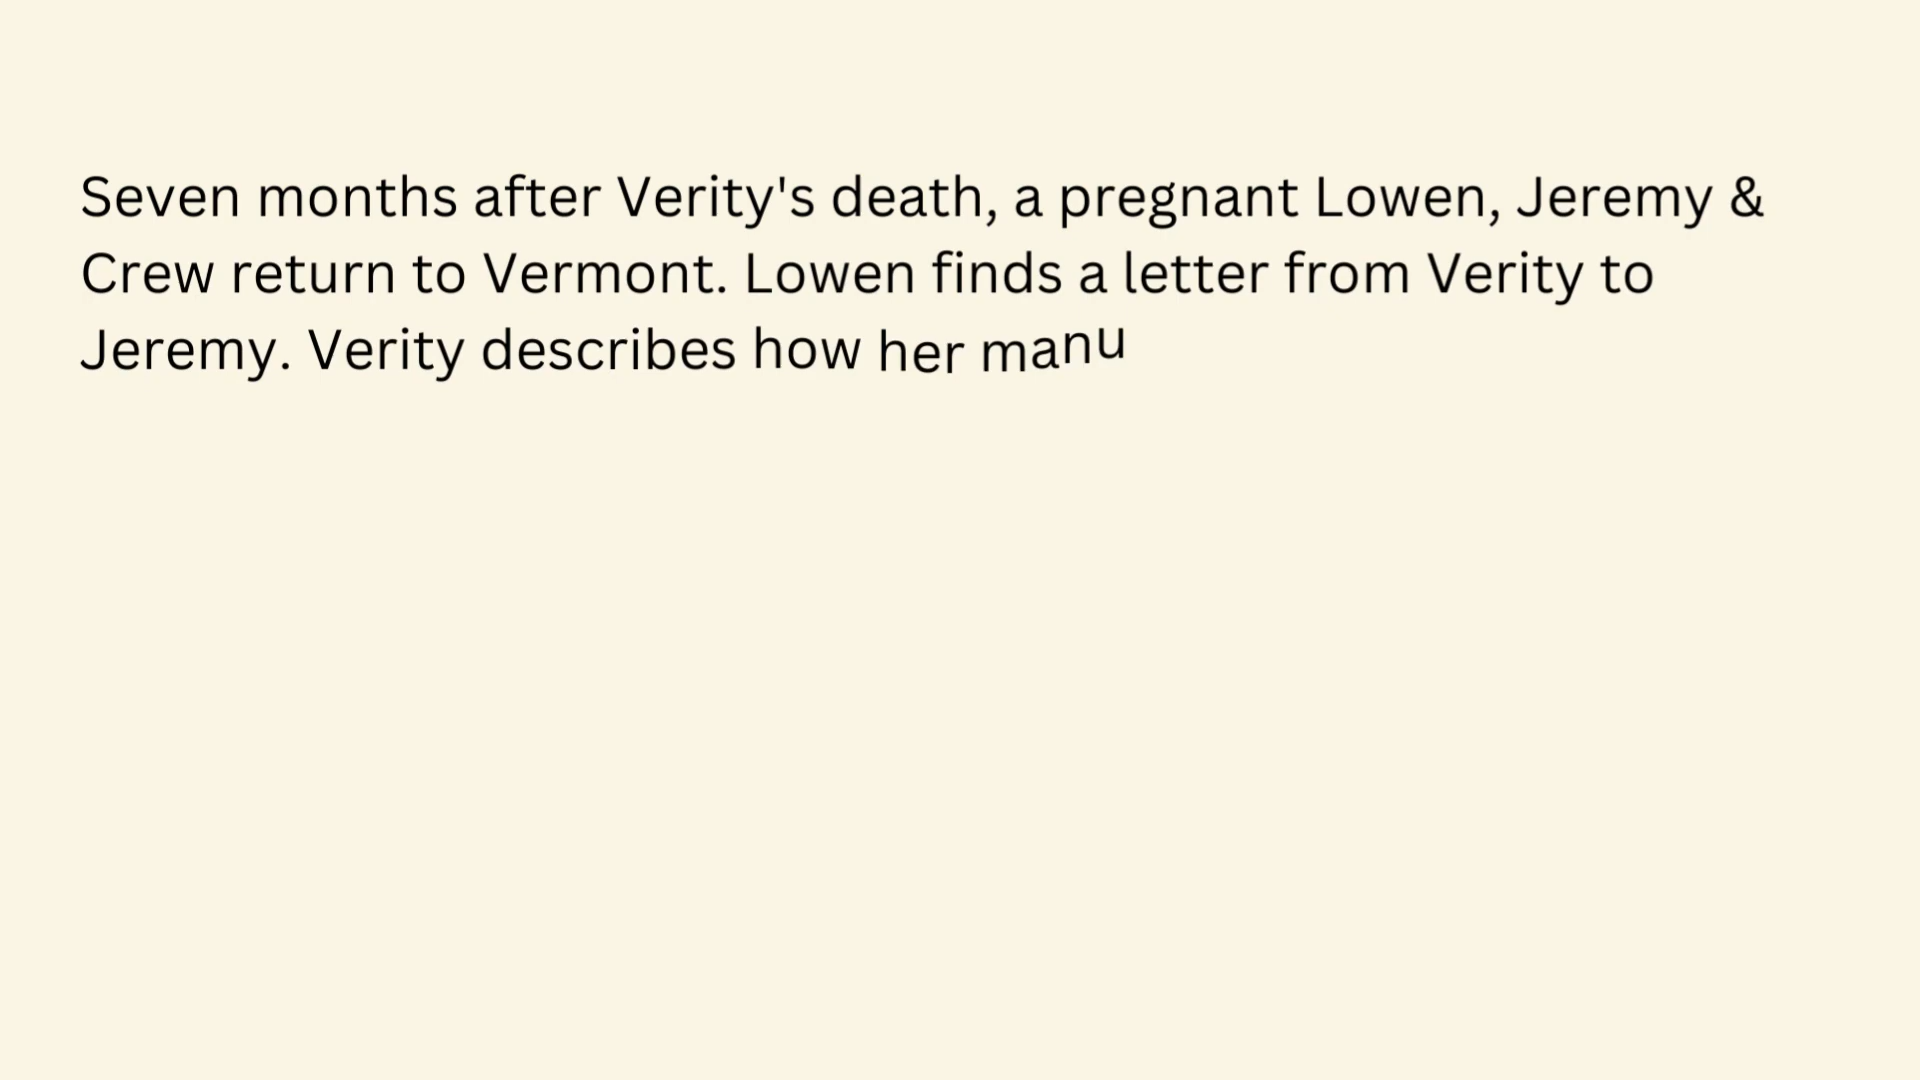 Seven months after Verity's death, a pregnant Lowen, Jeremy &
Crew return to Vermont. Lowen finds a letter from Verity to
Jeremy. Verity describes how her manu